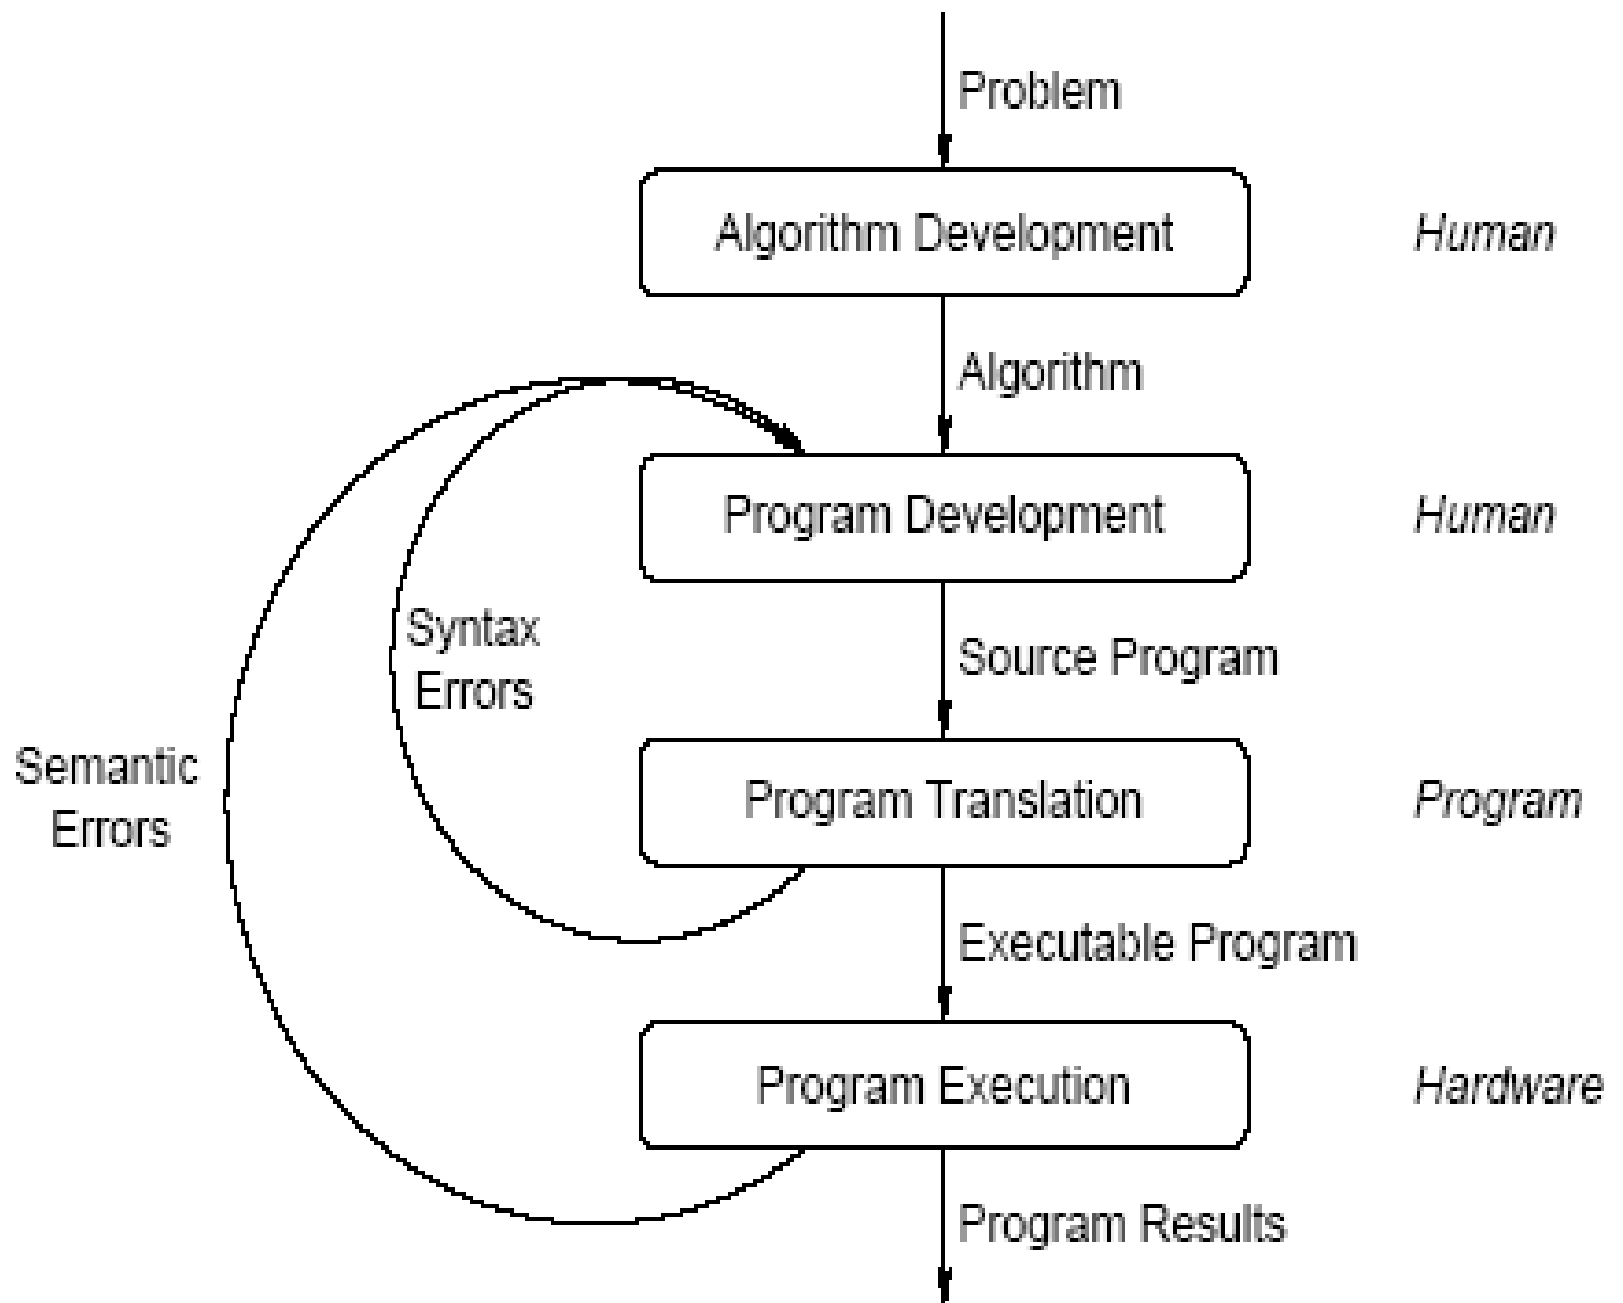 Problem
Algorithm Development
Human
Algorithm
Program Development
Human
Syntax
Errors
Source Program
Semantic
Errors
Program Translation
Program
Executable Program
Program Execution
Hardware
Program Results